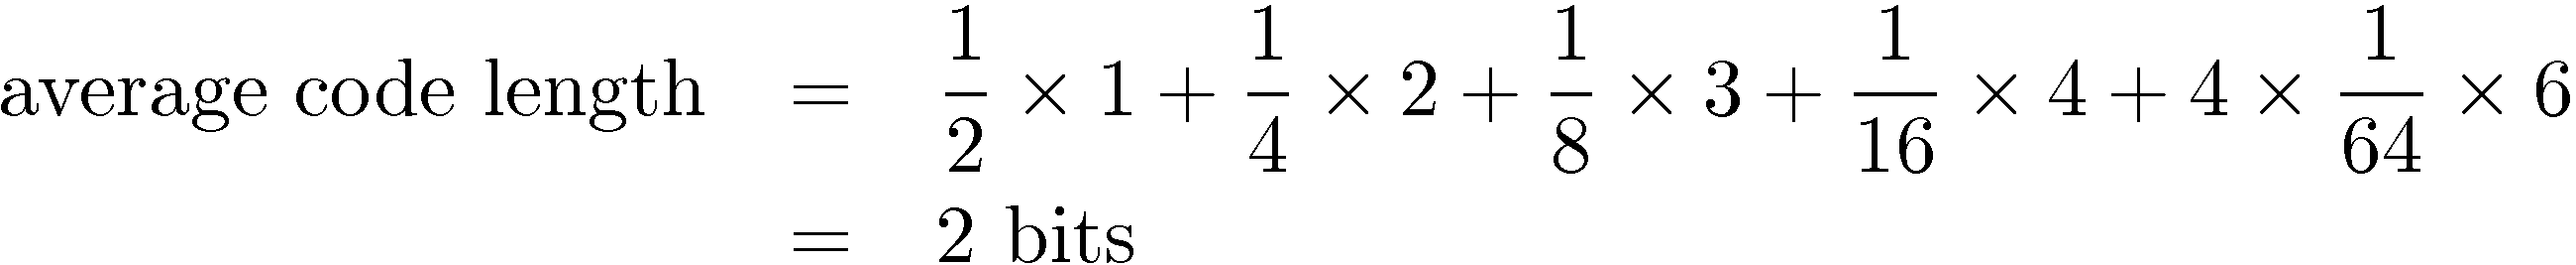 average code length = 1/2 × 1 + 1/4 × 2 + 1/8 × 3 + 1/16 × 4 + 4 × 1/64 × 6
= 2 bits